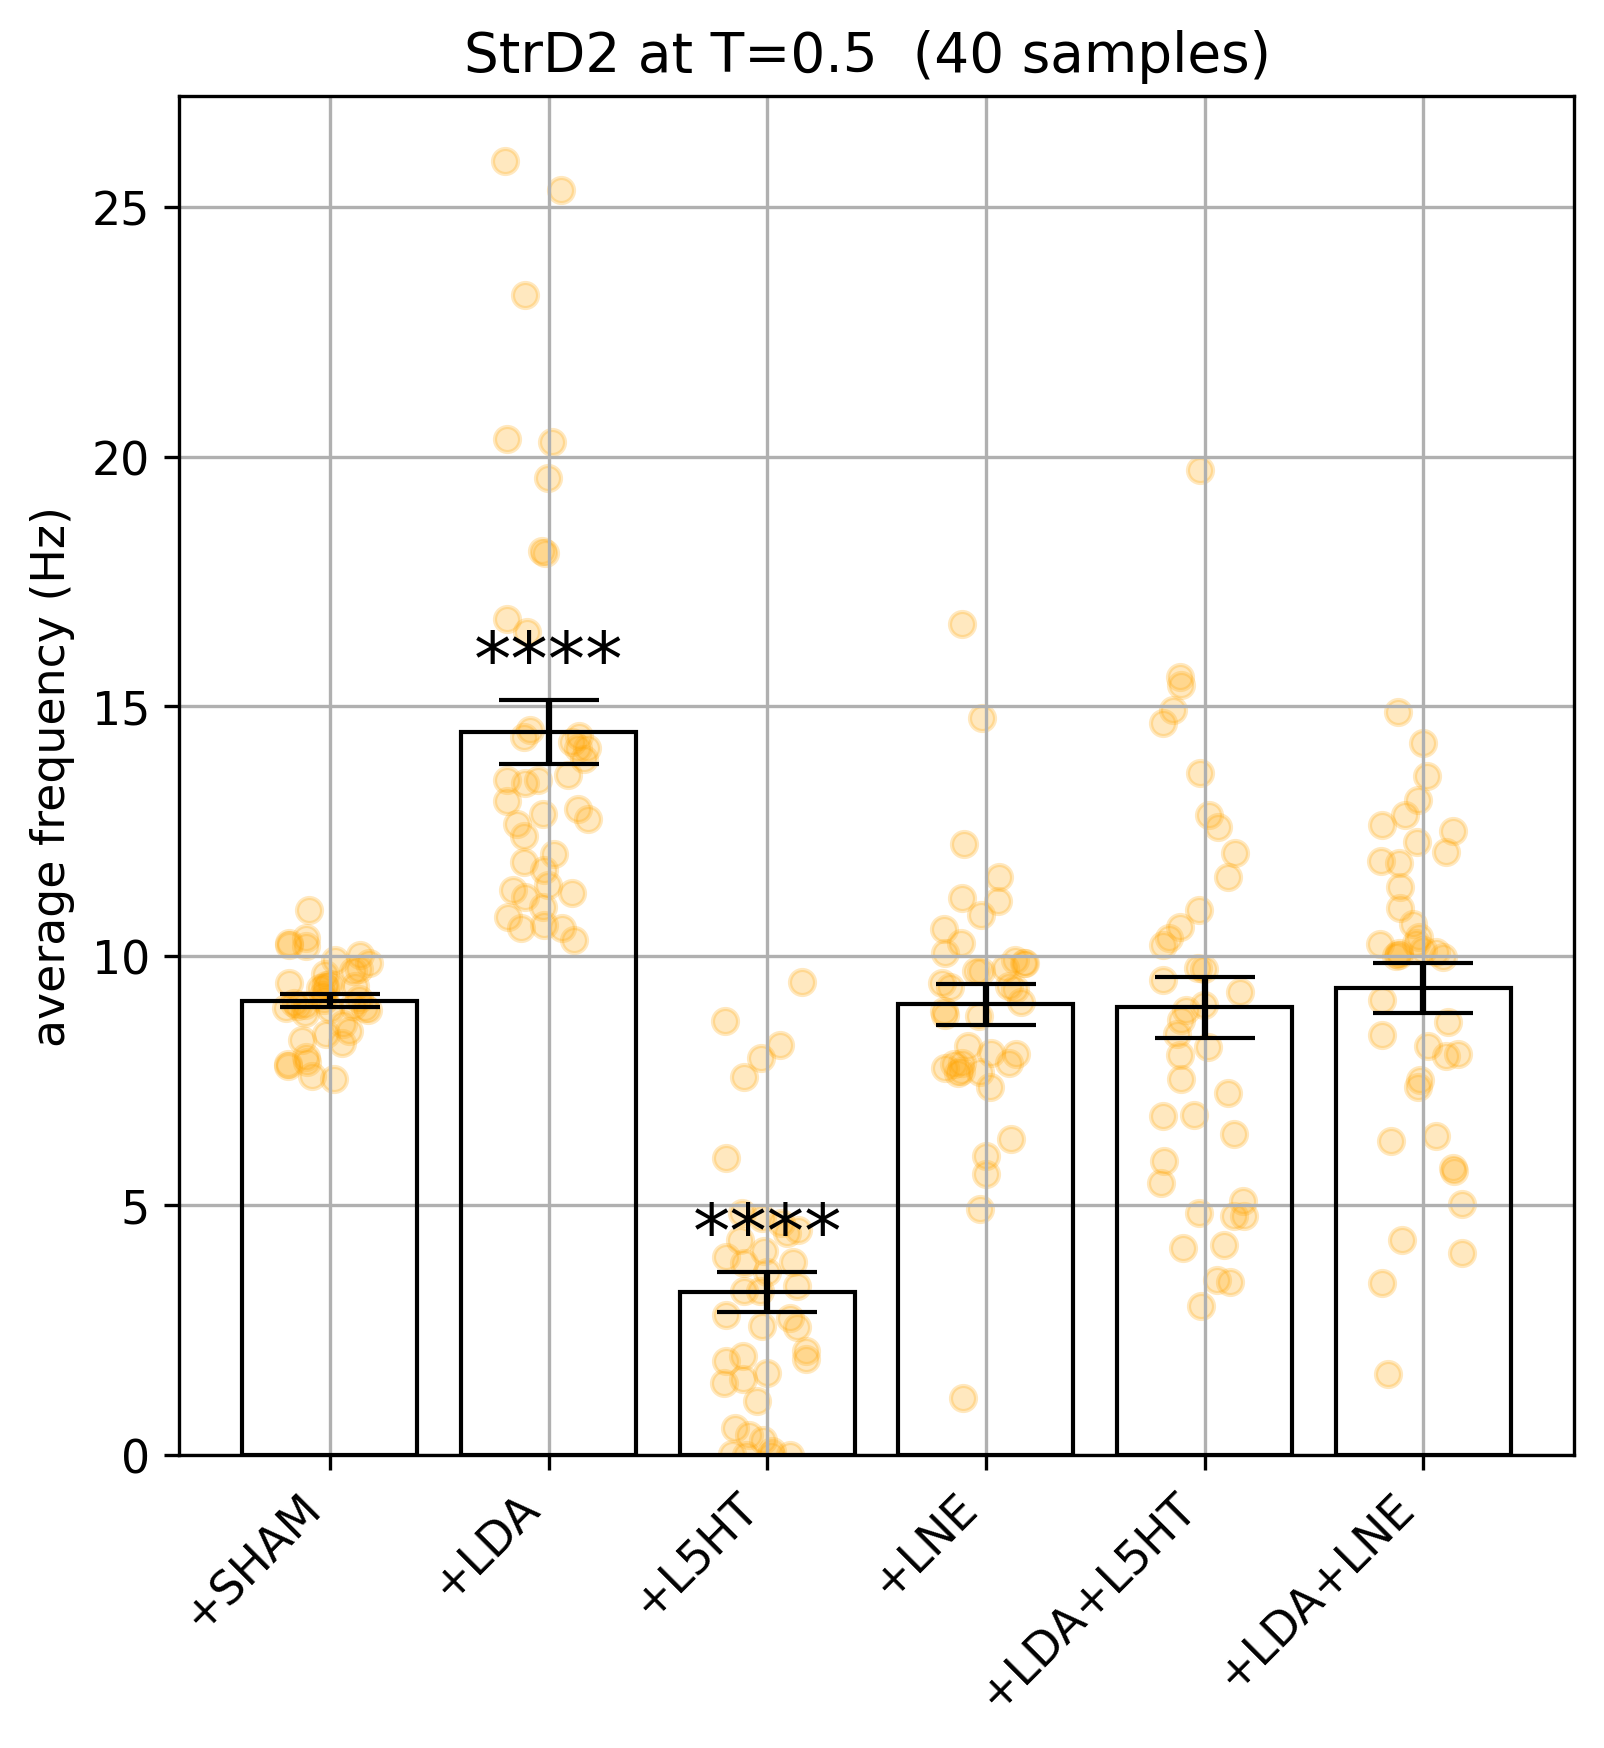 StrD2 at T=0.5 (40 samples)
average frequency (Hz)
25
20
15
10
5
0
****
****
+SHAM
+LDA
+L5HT
+LNE
+LDA+L5HT
+LDA+LNE